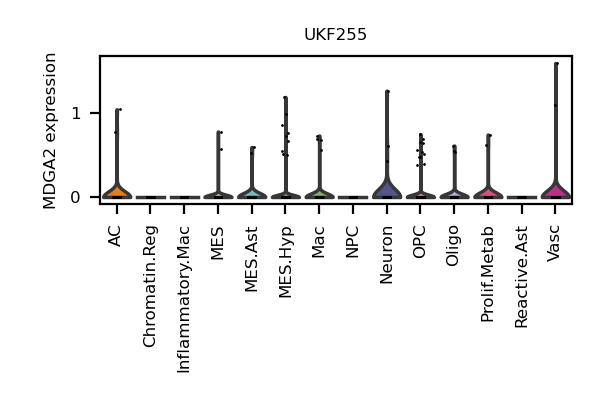 UKF255
MDGA2 expression
1
0
AC
Chromatin.Reg
Inflammatory.Mac
MES
MES.Ast
MES.Hyp
Mac
NPC
Neuron
OPC
Oligo
Prolif.Metab
Reactive.Ast
Vasc